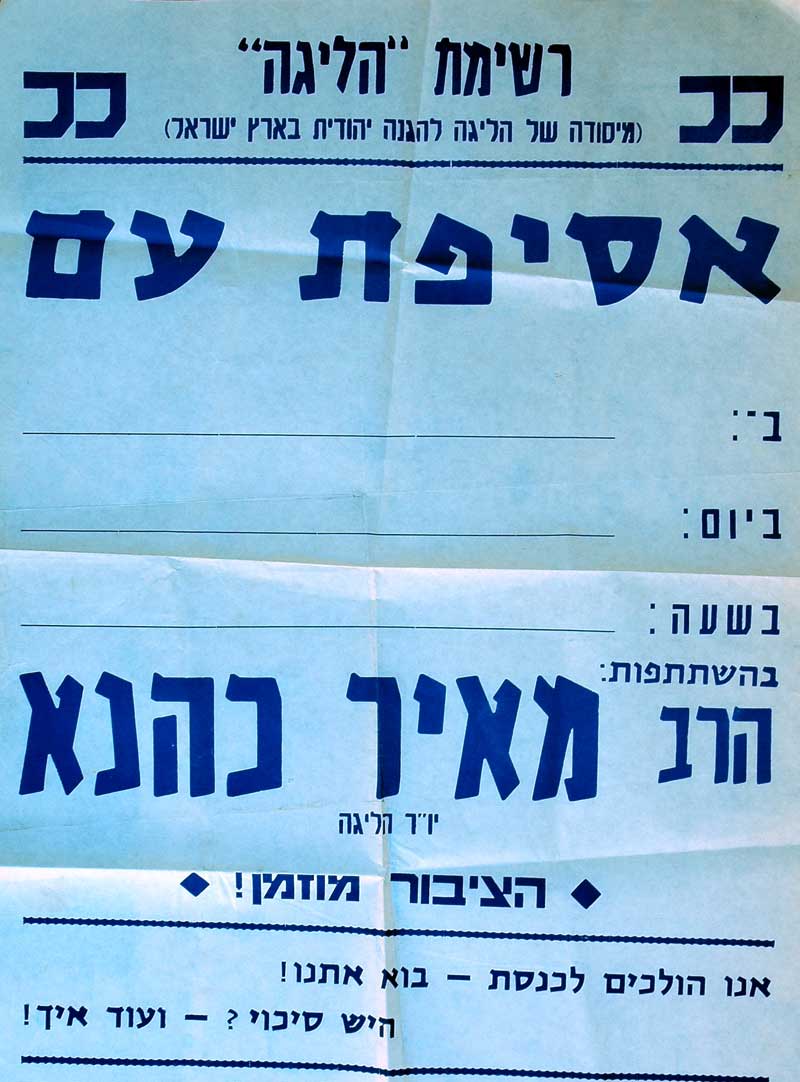 רשימת "הליגה"
ככ ככ
(מיסודה של הליגה להגנה יהודית בארץ ישראל)
אסיפת עם
ב־:
ביום:
בשעה:
בהשתתפות:
הרב מאיר כהנא
יו"ר הליגה
הציבור מוזמן!
אנו הולכים לכנסת – בוא אתנו!
היש סיכוי? – ועוד איך!